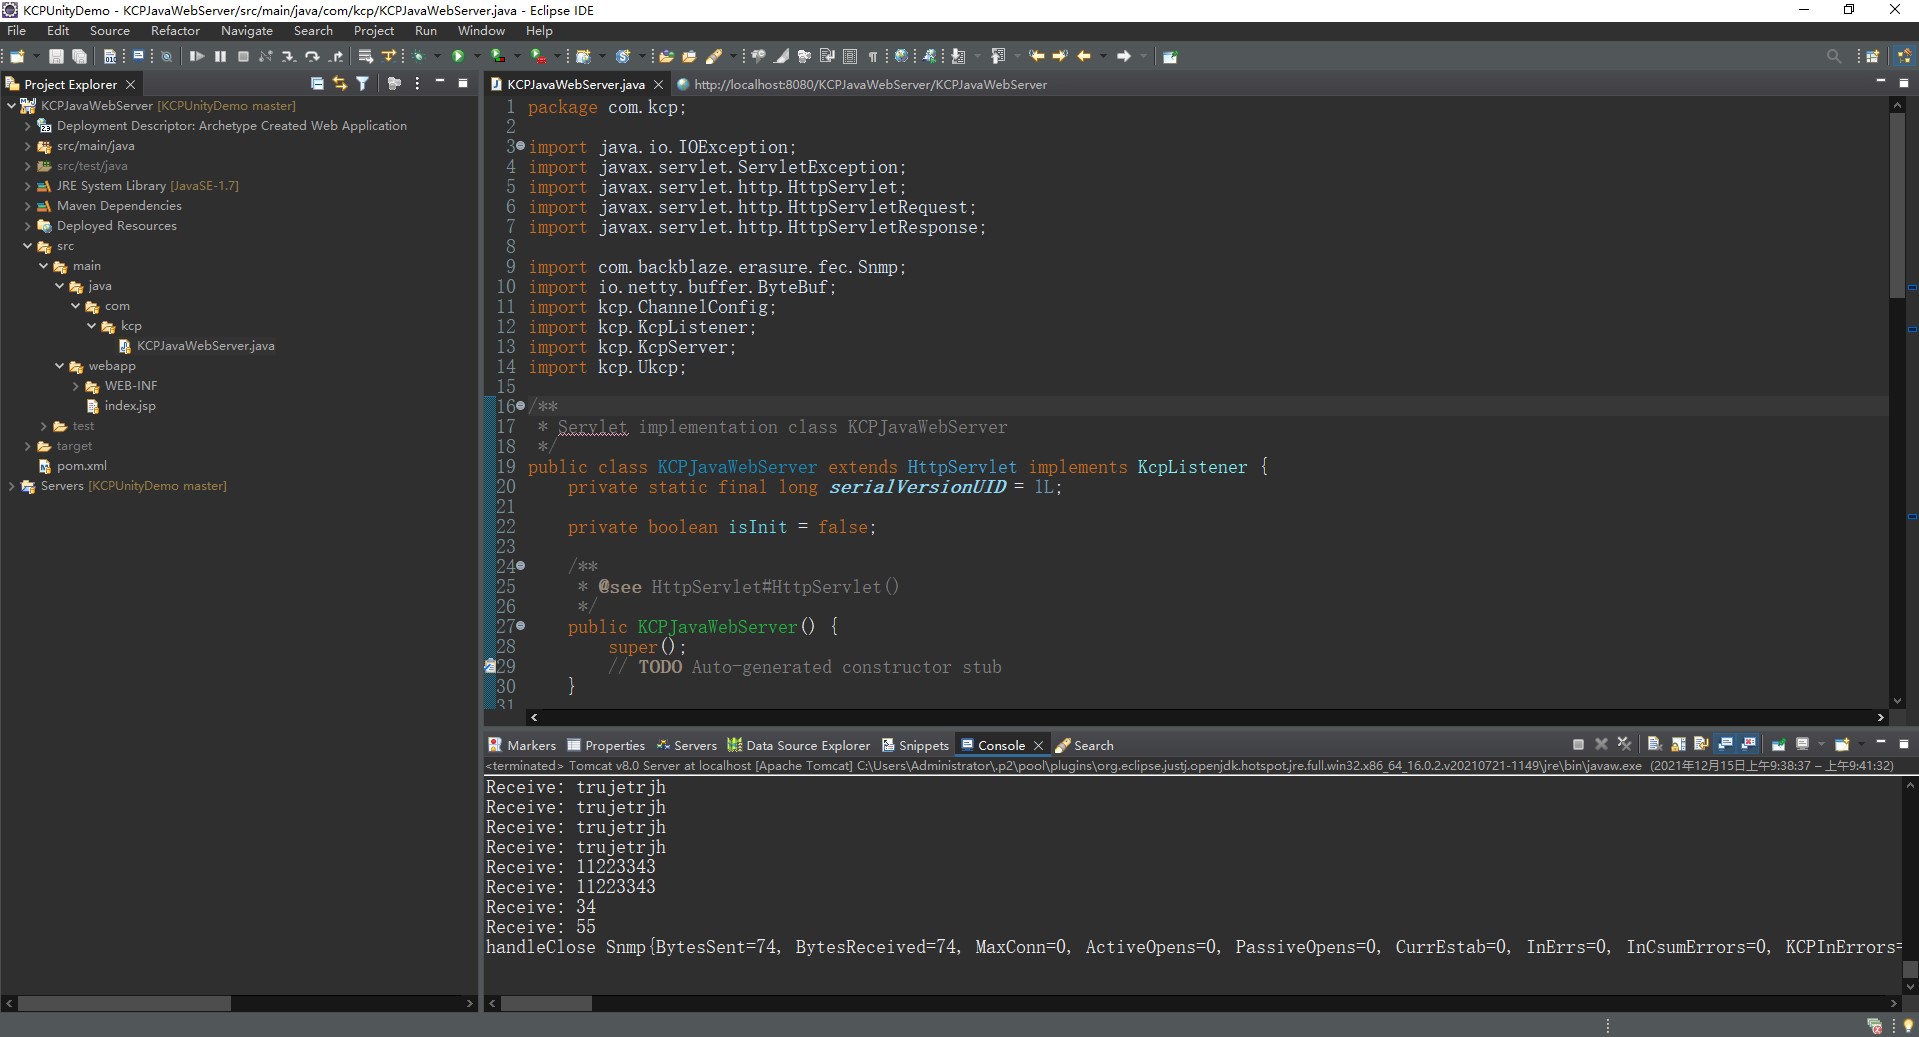 KCPUnityDemo - KCPJavaWebServer/src/main/java/com/kcp/KCPJavaWebServer.java - Eclipse IDE
File Edit Source Refactor Navigate Search Project Run Window Help
Project Explorer
KCPJavaWebServer [KCPUnityDemo master]
Deployment Descriptor: Archetype Created Web Application
src/main/java
src/test/java
JRE System Library [JavaSE-1.7]
Maven Dependencies
Deployed Resources
src
main
java
com
kcp
KCPJavaWebServer.java
webapp
WEB-INF
index.jsp
test
target
pom.xml
Servers [KCPUnityDemo master]
KCPJavaWebServer.java http://localhost:8080/KCPJavaWebServer/KCPJavaWebServer
1 package com.kcp;
2
3 import java.io.IOException;
4 import javax.servlet.ServletException;
5 import javax.servlet.http.HttpServlet;
6 import javax.servlet.http.HttpServletRequest;
7 import javax.servlet.http.HttpServletResponse;
8
9 import com.backblaze.erasure.fec.Snmp;
10 import io.netty.buffer.ByteBuf;
11 import kcp.ChannelConfig;
12 import kcp.KcpListener;
13 import kcp.KcpServer;
14 import kcp.Ukcp;
15
16 /**
17 * Servlet implementation class KCPJavaWebServer
18 */
19 public class KCPJavaWebServer extends HttpServlet implements KcpListener {
20 private static final long serialVersionUID = 1L;
21
22 private boolean isInit = false;
23
24 /**
25 * @see HttpServlet#HttpServlet()
26 */
27 public KCPJavaWebServer() {
28 super();
29 // TODO Auto-generated constructor stub
30 }
31
Markers Properties Servers Data Source Explorer Snippets Console Search
<terminated> Tomcat v8.0 Server at localhost [Apache Tomcat] C:\Users\Administrator\.p2\pool\plugins\org.eclipse.justj.openjdk.hotspot.jre.full.win32.x86_64_16.0.2.v20210721-1149\jre\bin\javaw.exe (2021年12月15日上午9:38:37 – 上午9:41:32)
Receive: trujetrjh
Receive: trujetrjh
Receive: trujetrjh
Receive: trujetrjh
Receive: 11223343
Receive: 11223343
Receive: 34
Receive: 55
handleClose Snmp{BytesSent=74, BytesReceived=74, MaxConn=0, ActiveOpens=0, PassiveOpens=0, CurrEstab=0, InErrs=0, InCsumErrors=0, KCPInErrors=